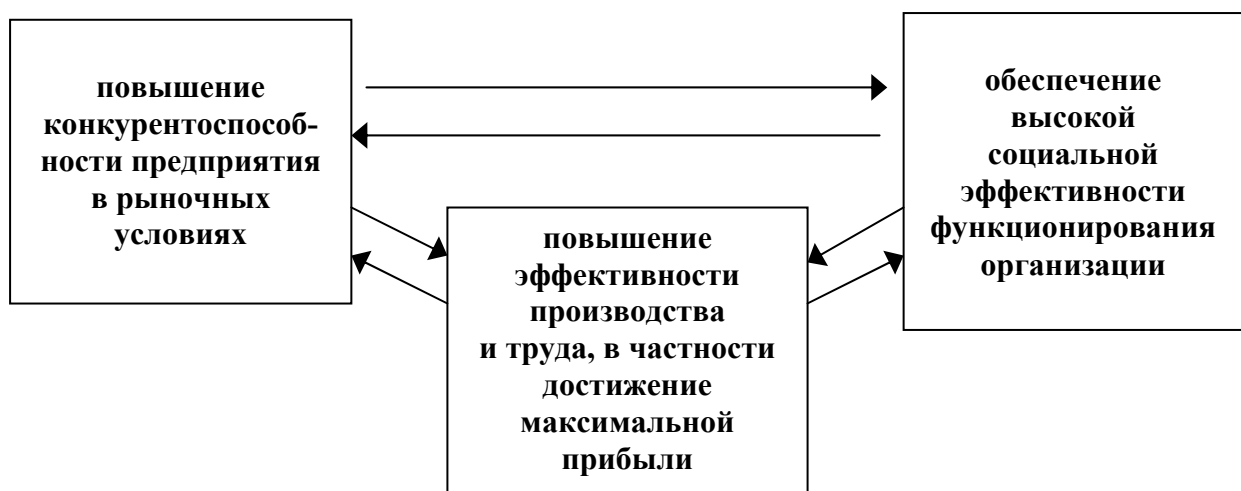 повышение
конкурентоспособ-
ности предприятия
в рыночных
условиях
повышение
эффективности
производства
и труда, в частности
достижение
максимальной
прибыли
обеспечение
высокой
социальной
эффективности
функционирования
организации